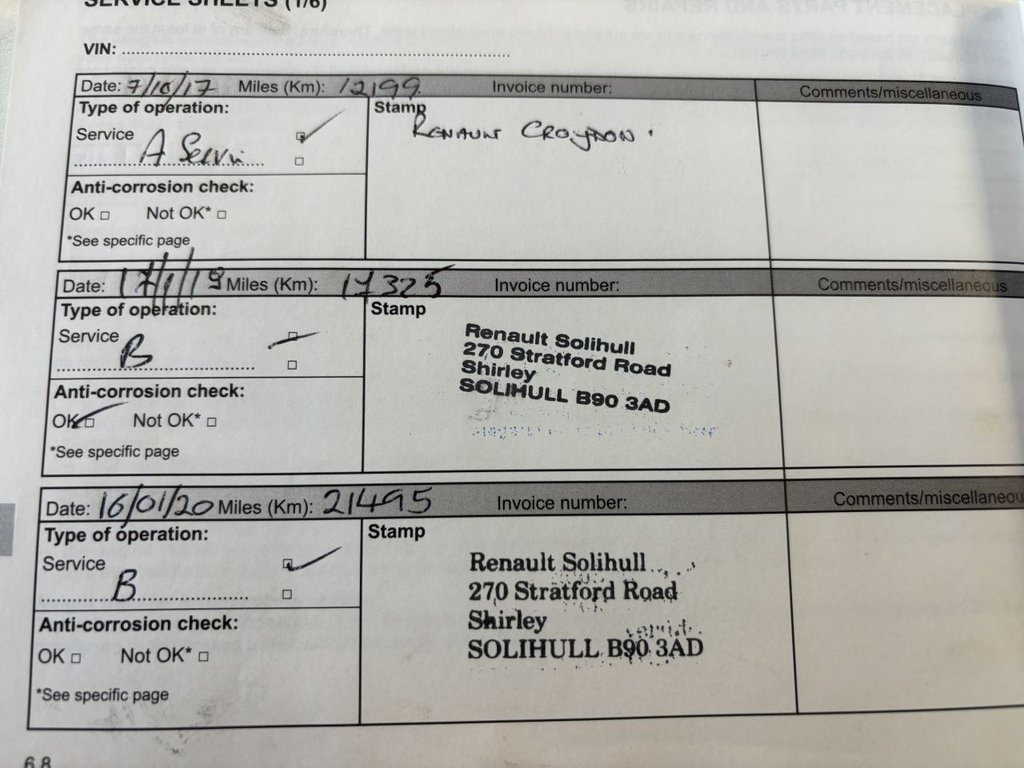 SERVICE SHEETS (1/6)
VIN: ....................................................................
Date: 7/10/17 Miles (Km): 12199 Invoice number: Comments/miscellaneous
Type of operation: Stamp
Renault Croydon.
Service
A Servi
Anti-corrosion check:
OK □ Not OK* □
*See specific page
Date: 17/1/19 Miles (Km): 17325 Invoice number: Comments/miscellaneous
Type of operation: Stamp
Service
B
Renault Solihull
270 Stratford Road
Shirley
SOLIHULL B90 3AD
Anti-corrosion check:
OK □ Not OK* □
*See specific page
Date: 16/01/20 Miles (Km): 21495 Invoice number: Comments/miscellaneou
Type of operation: Stamp
Service
B
Renault Solihull
270 Stratford Road
Shirley
SOLIHULL B90 3AD
Anti-corrosion check:
OK □ Not OK* □
*See specific page
6.8